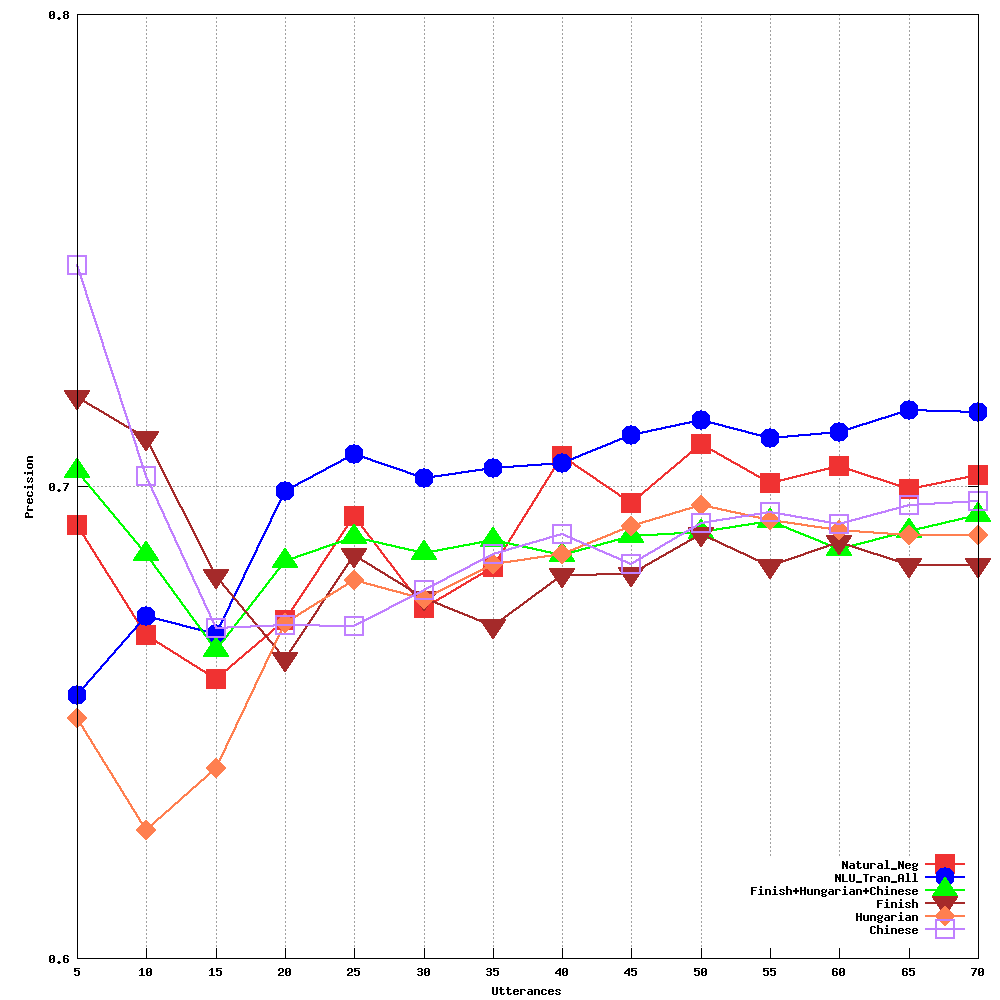 0.8
0.7
0.6
Precision
5 10 15 20 25 30 35 40 45 50 55 60 65 70
Utterances
Natural_Neg
NLU_Tran_All
Finish+Hungarian+Chinese
Finish
Hungarian
Chinese